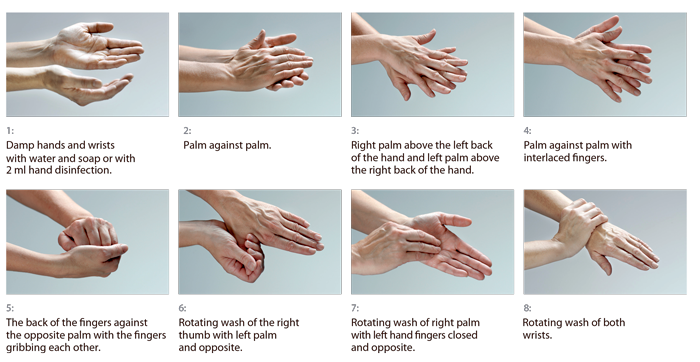 1:
Damp hands and wrists
with water and soap or with
2 ml hand disinfection.
2:
Palm against palm.
3:
Right palm above the left back
of the hand and left palm above
the right back of the hand.
4:
Palm against palm with
interlaced fingers.
5:
The back of the fingers against
the opposite palm with the fingers
gribbing each other.
6:
Rotating wash of the right
thumb with left palm
and opposite.
7:
Rotating wash of right palm
with left hand fingers closed
and opposite.
8:
Rotating wash of both
wrists.